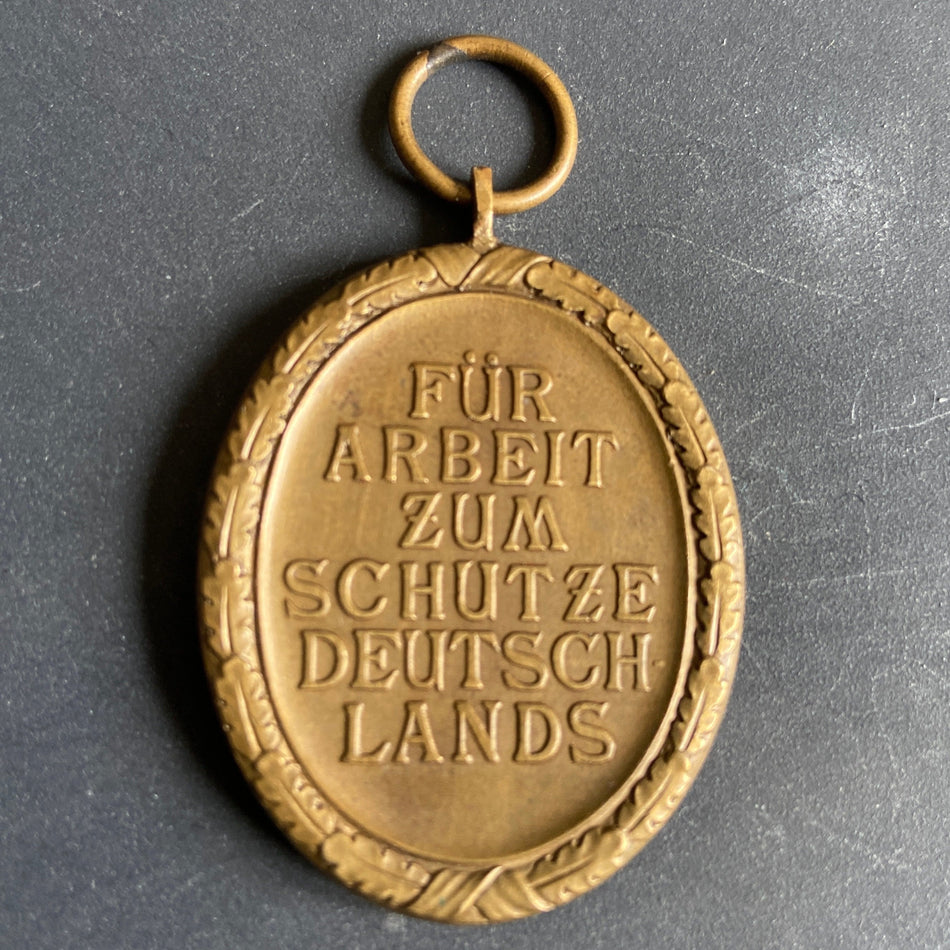 FÜR
ARBEIT
ZUM
SCHUTZE
DEUTSCH-
LANDS